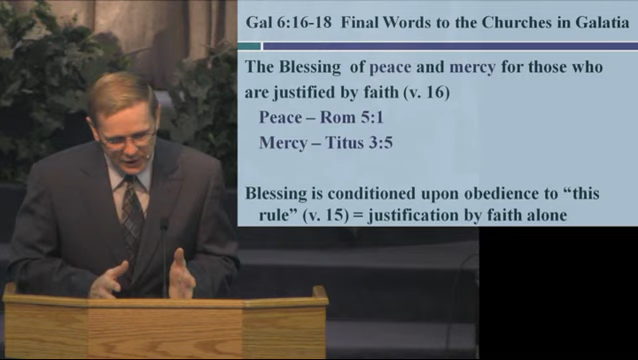 Gal 6:16-18 Final Words to the Churches in Galatia
The Blessing of peace and mercy for those who
are justified by faith (v. 16)
Peace – Rom 5:1
Mercy – Titus 3:5
Blessing is conditioned upon obedience to “this
rule” (v. 15) = justification by faith alone